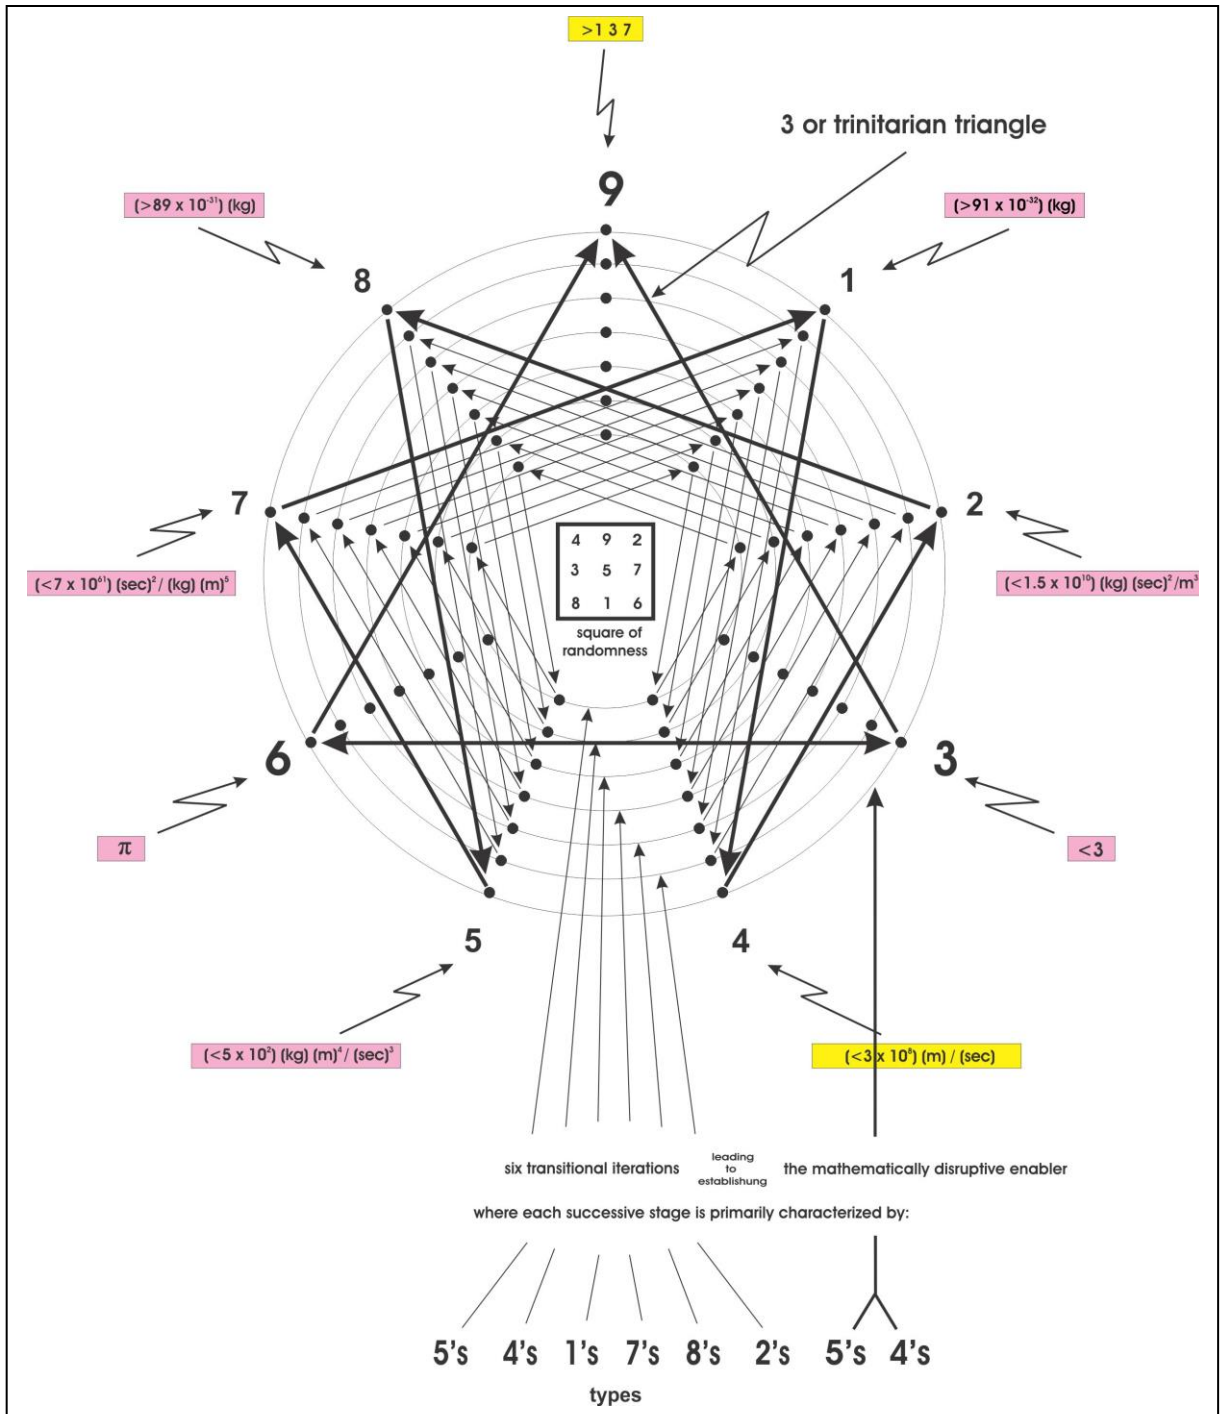 >1 3 7
3 or trinitarian triangle
9
(>89 x 10⁻³¹) (kg)
(>91 x 10⁻³²) (kg)
8
1
7
2
4 9 2
3 5 7
8 1 6
square of
randomness
(<7 x 10⁶¹) (sec)² / (kg) (m)⁵
(<1.5 x 10¹⁰) (kg) (sec)² /m³
6
3
π
<3
5
4
(<5 x 10²) (kg) (m)⁴ / (sec)³
(<3 x 10⁸) (m) / (sec)
six transitional iterations
leading
to
establishung
the mathematically disruptive enabler
where each successive stage is primarily characterized by:
5's 4's 1's 7's 8's 2's 5's 4's
types